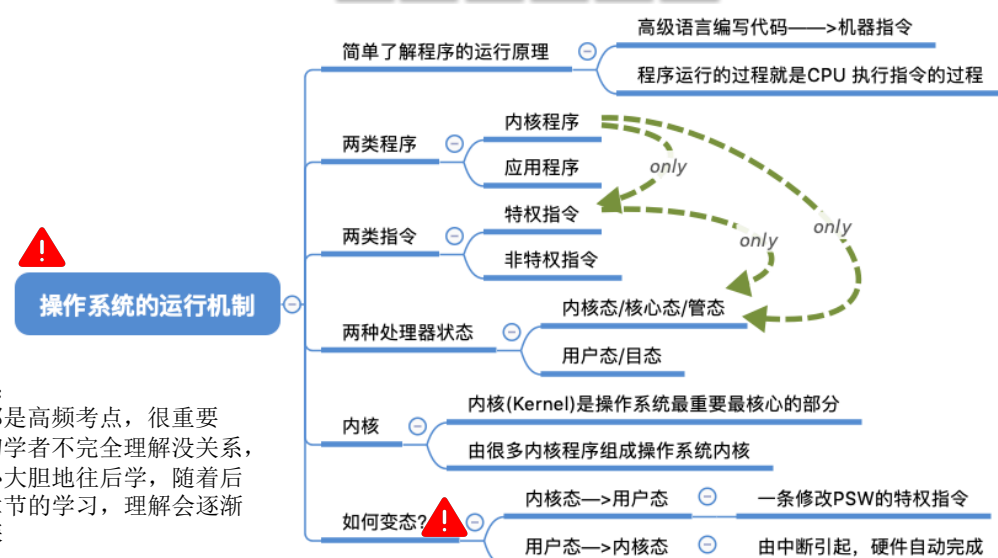 简单了解程序的运行原理
高级语言编写代码——>机器指令
程序运行的过程就是CPU 执行指令的过程
两类程序
内核程序
应用程序
only
两类指令
特权指令
非特权指令
only
only
操作系统的运行机制
两种处理器状态
内核态/核心态/管态
用户态/目态
是高频考点，很重要
学者不完全理解没关系，
大胆地往后学，随着后
节的学习，理解会逐渐
内核
内核(Kernel)是操作系统最重要最核心的部分
由很多内核程序组成操作系统内核
如何变态?
内核态—>用户态
一条修改PSW的特权指令
用户态—>内核态
由中断引起，硬件自动完成